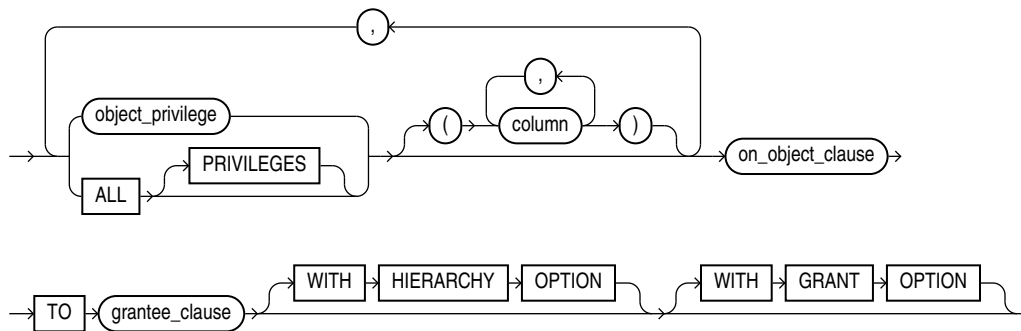 ,
,
object_privilege ( column )
PRIVILEGES on_object_clause
ALL
WITH HIERARCHY OPTION WITH GRANT OPTION
TO grantee_clause